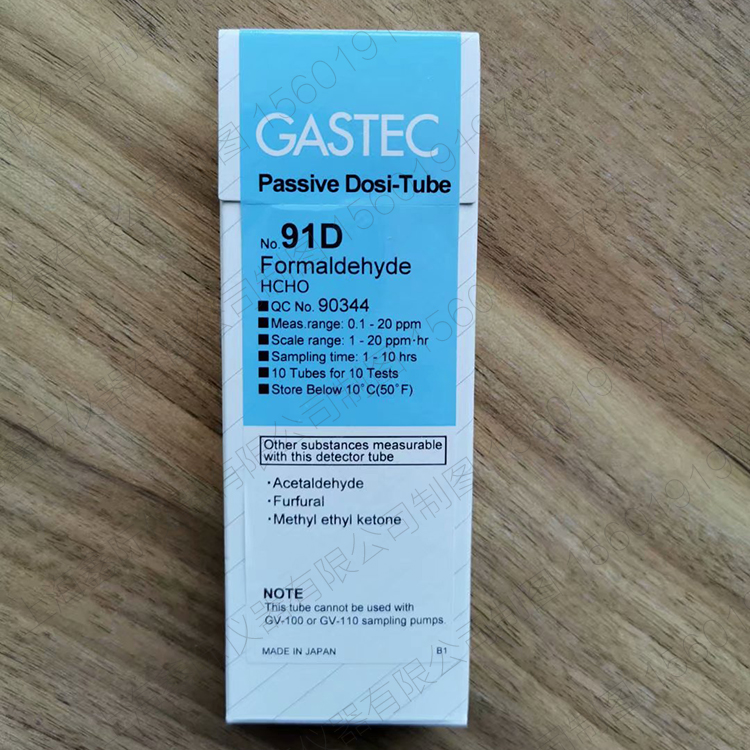 GASTEC
Passive Dosi-Tube
No. 91D
Formaldehyde
HCHO
■QC No. 90344
■Meas.range: 0.1 - 20 ppm
■Scale range: 1 - 20 ppm·hr
■Sampling time: 1 - 10 hrs
■10 Tubes for 10 Tests
■Store Below 10°C(50°F)
Other substances measurable
with this detector tube
·Acetaldehyde
·Furfural
·Methyl ethyl ketone
NOTE
This tube cannot be used with
GV-100 or GV-110 sampling pumps.
MADE IN JAPAN B1